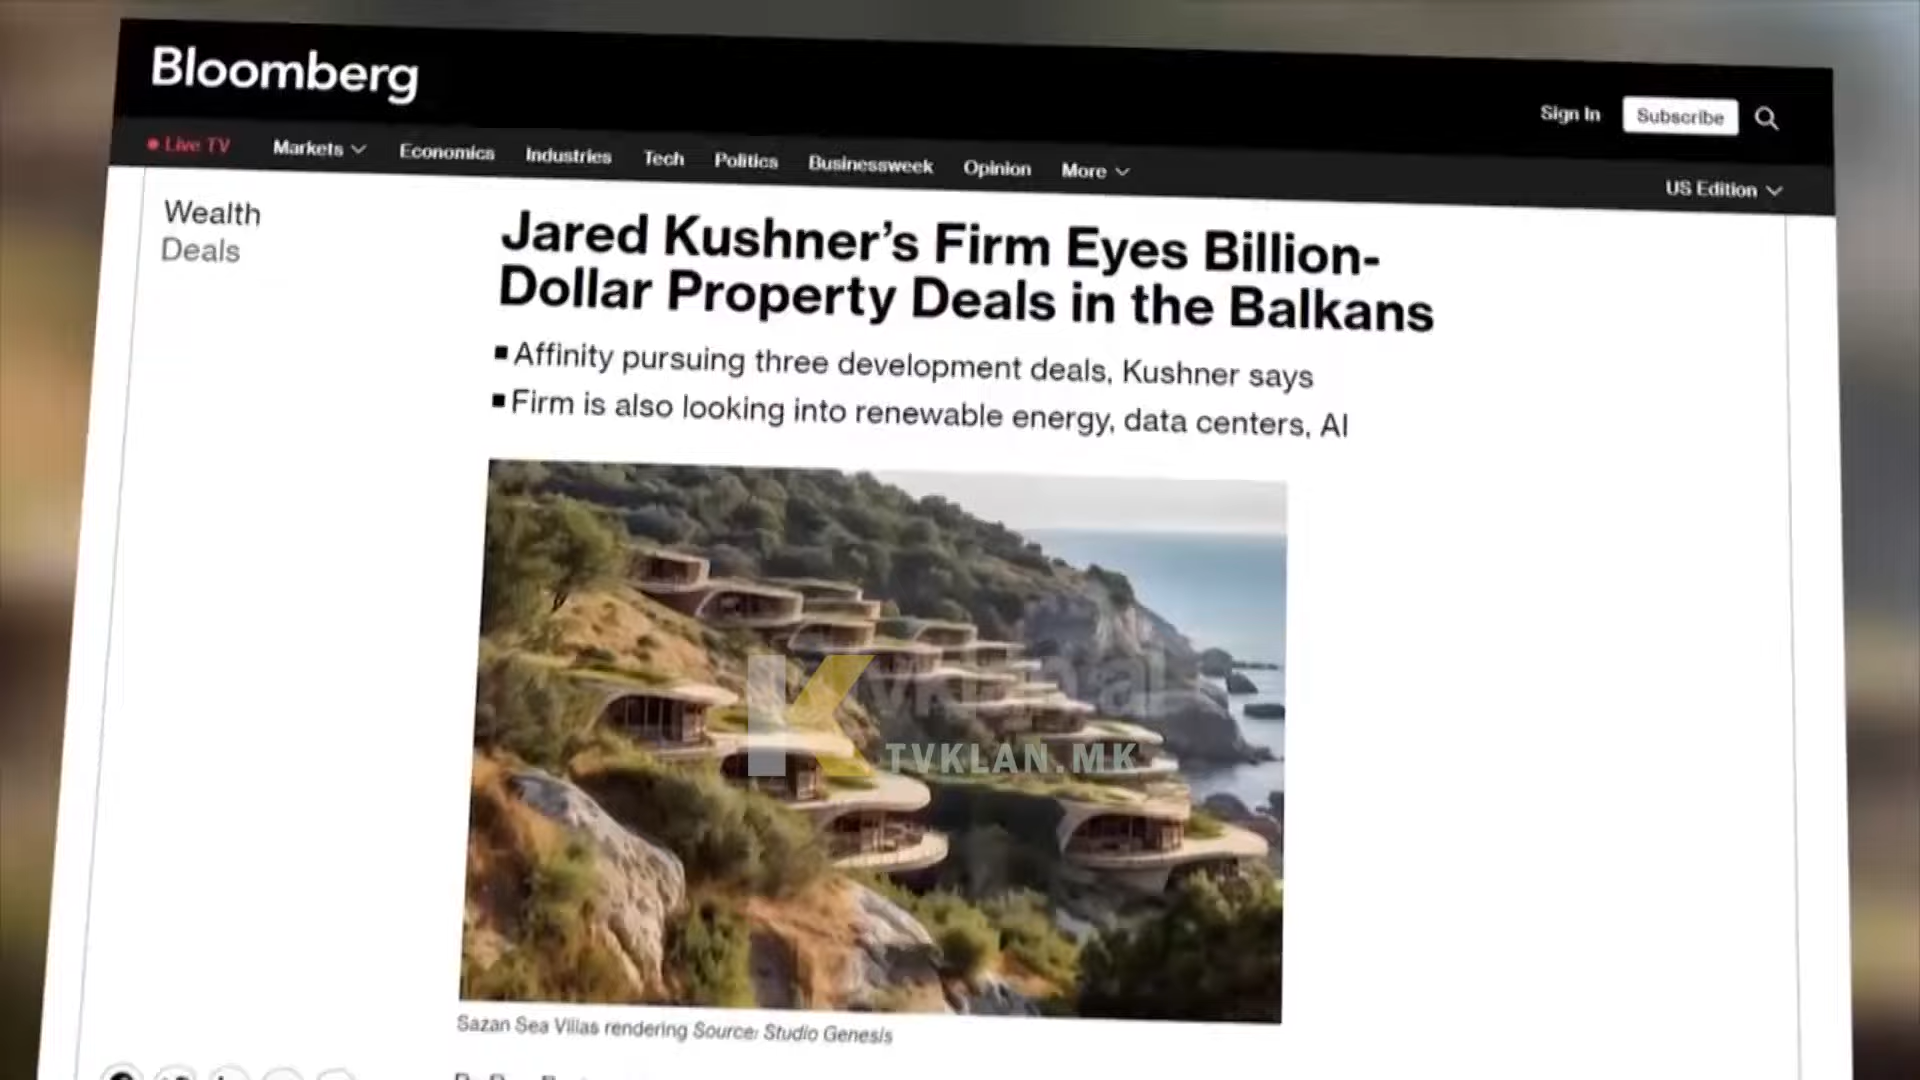 Bloomberg
Sign In
Subscribe
Live TV
Markets
Economics
Industries
Tech
Politics
Businessweek
Opinion
More
US Edition
Wealth
Deals
Jared Kushner's Firm Eyes Billion-
Dollar Property Deals in the Balkans
Affinity pursuing three development deals, Kushner says
Firm is also looking into renewable energy, data centers, AI
TVKLAN.MK
Sazan Sea Villas rendering Source: Studio Genesis